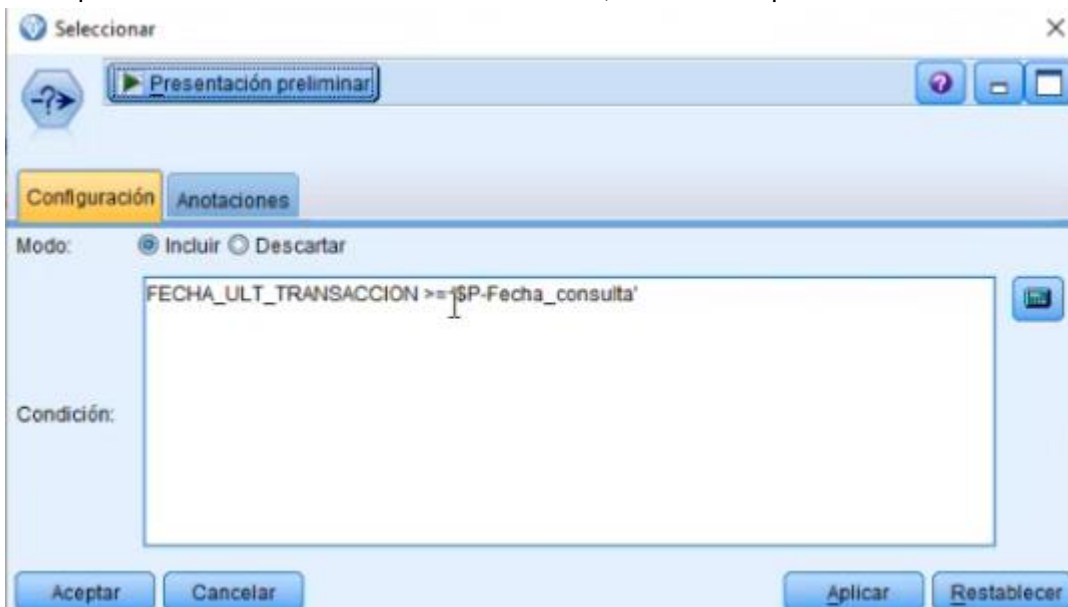 Seleccionar
Presentación preliminar
Configuración Anotaciones
Modo: Incluir Descartar
FECHA_ULT_TRANSACCION >='$P-Fecha_consulta'
Condición:
Aceptar Cancelar Aplicar Restablecer